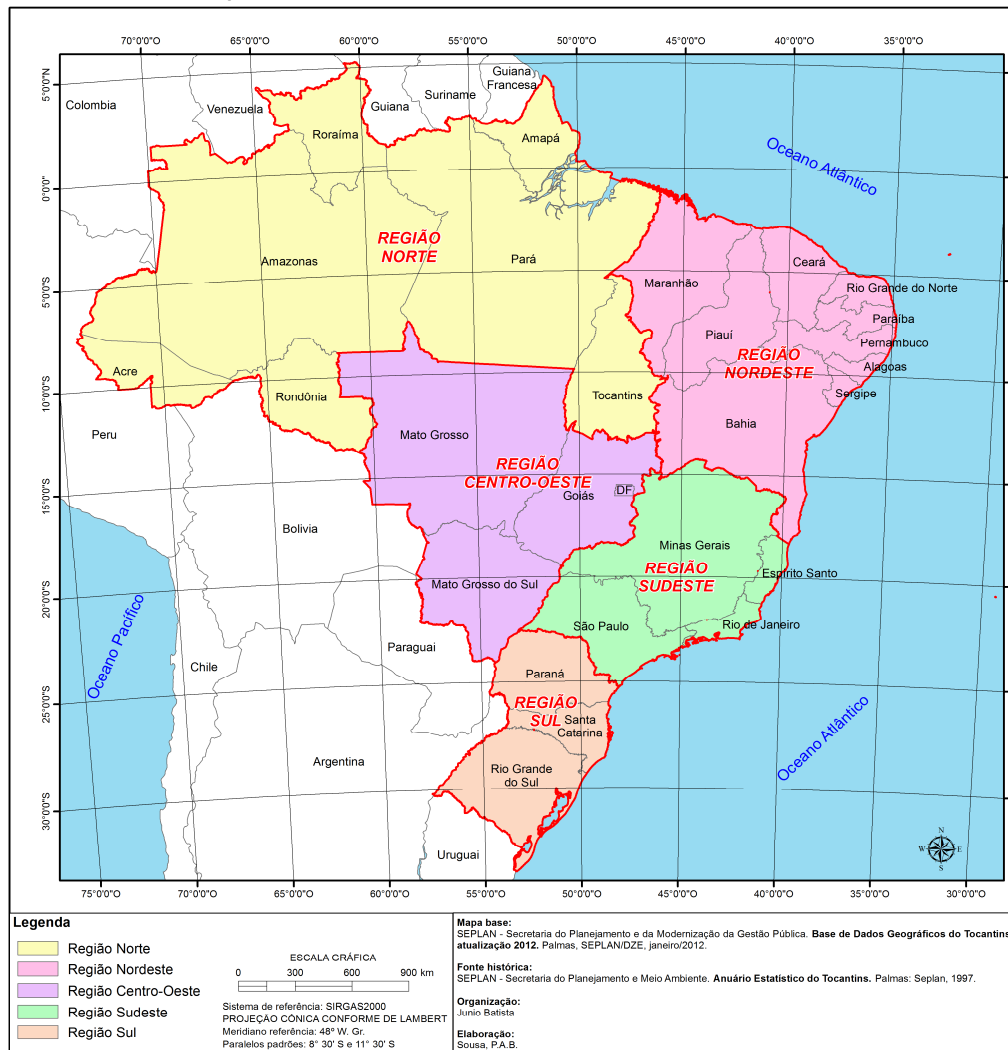 70°0'0"O 65°0'0"O 60°0'0"O 55°0'0"O 50°0'0"O 45°0'0"O 40°0'0"O 35°0'0"O
5°0'0"N
0°0'0"
5°0'0"S
10°0'0"S
15°0'0"S
20°0'0"S
25°0'0"S
30°0'0"S
Colombia
Venezuela
Guiana
Suriname
Guiana
Francesa
Roraíma
Amapá
Oceano Atlântico
REGIÃO
NORTE
Amazonas
Pará
Ceará
Maranhão
Rio Grande do Norte
Paraíba
Piauí
Pernambuco
REGIÃO
NORDESTE
Alagoas
Acre
Rondônia
Tocantins
Sergipe
Bahia
Peru
Mato Grosso
REGIÃO
CENTRO-OESTE
Goiás
DF
Bolivia
Minas Gerais
REGIÃO
SUDESTE
Espírito Santo
Mato Grosso do Sul
São Paulo
Rio de Janeiro
Oceano Pacífico
Chile
Paraguai
Paraná
REGIÃO
SUL
Santa
Catarina
Oceano Atlântico
Argentina
Rio Grande
do Sul
Uruguai
N
W E
S
75°0'0"O 70°0'0"O 65°0'0"O 60°0'0"O 55°0'0"O 50°0'0"O 45°0'0"O 40°0'0"O 35°0'0"O 30°0'0"O
Legenda
Região Norte
Região Nordeste
Região Centro-Oeste
Região Sudeste
Região Sul
ESCALA GRÁFICA
0 300 600 900 km
Sistema de referência: SIRGAS2000
PROJEÇÃO CÔNICA CONFORME DE LAMBERT
Meridiano referência: 48º W. Gr.
Paralelos padrões: 8° 30' S e 11° 30' S
Mapa base:
SEPLAN - Secretaria do Planejamento e da Modernização da Gestão Pública. Base de Dados Geográficos do Tocantins
atualização 2012. Palmas, SEPLAN/DZE, janeiro/2012.
Fonte histórica:
SEPLAN - Secretaria do Planejamento e Meio Ambiente. Anuário Estatístico do Tocantins. Palmas: Seplan, 1997.
Organização:
Junio Batista
Elaboração:
Sousa, P.A.B.